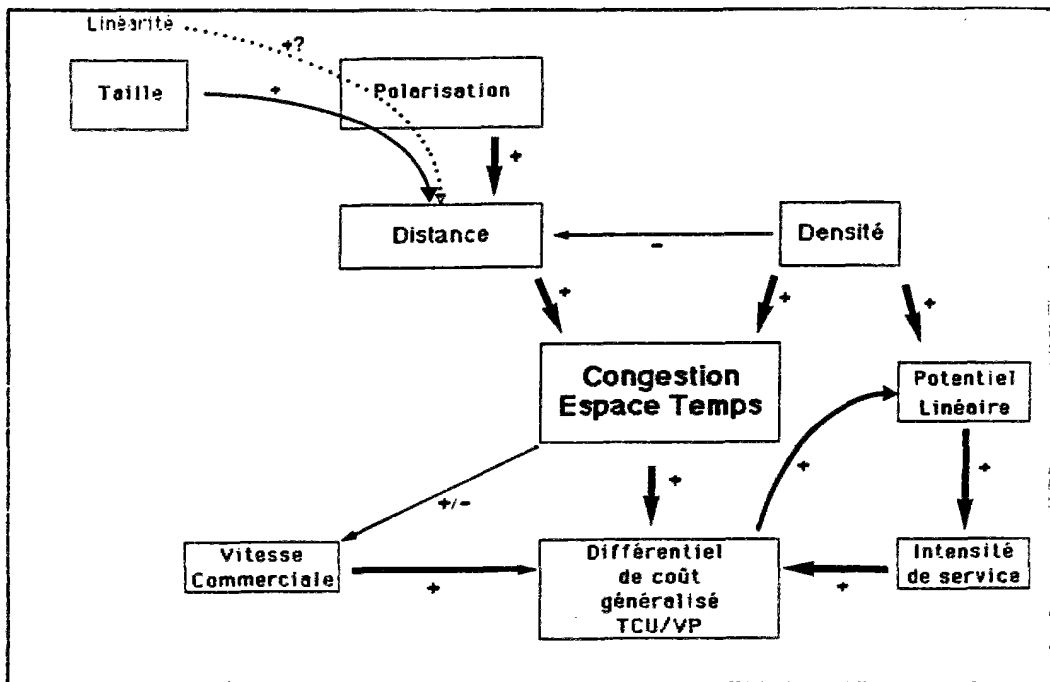 Linéarité
+?
Taille
+
Polarisation
+
Distance
-
Densité
+
+
+
Congestion
Espace Temps
Potentiel
Linéaire
+
+
+
+/-
Vitesse
Commerciale
+
Différentiel
de coût
généralisé
TCU/VP
+
Intensité
de service